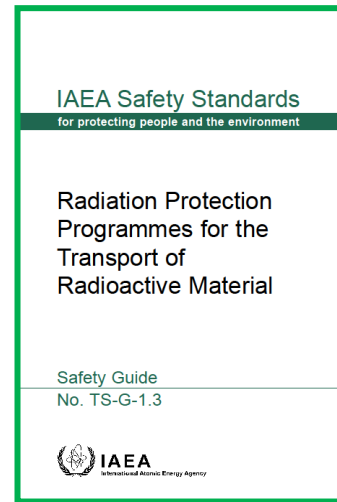 IAEA Safety Standards
for protecting people and the environment
Radiation Protection
Programmes for the
Transport of
Radioactive Material
Safety Guide
No. TS-G-1.3
IAEA
International Atomic Energy Agency